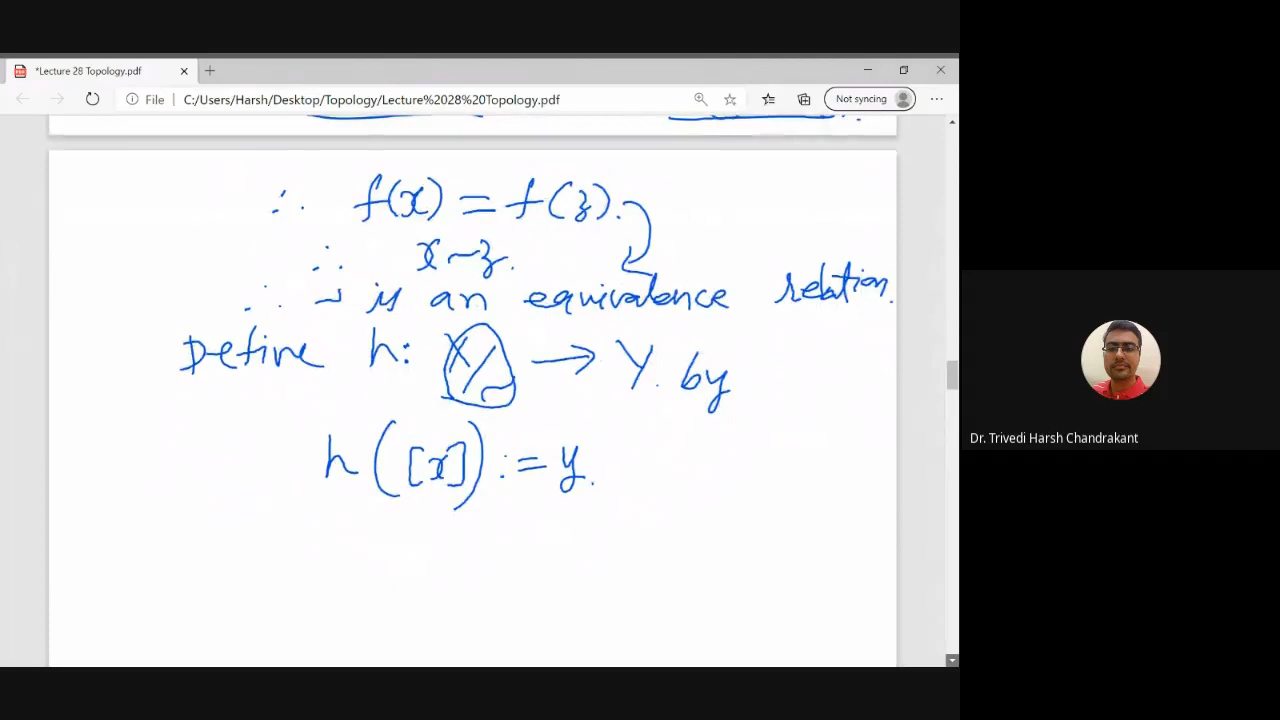 *Lecture 28 Topology.pdf
File C:/Users/Harsh/Desktop/Topology/Lecture%2028%20Topology.pdf Not syncing
∴ f(x) = f(z).
∴ x~z.
∴ ~ is an equivalence relation.
Define h: X/~ → Y. by
h([x]) := y.
Dr. Trivedi Harsh Chandrakant